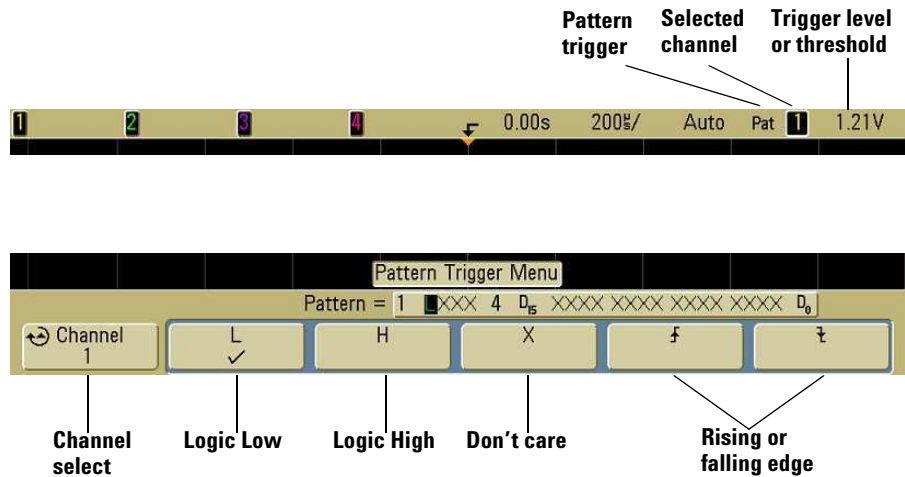 Pattern trigger
Selected channel
Trigger level or threshold
1 2 3 4 0.00s 200㎲/ Auto Pat 1 1.21V
Pattern Trigger Menu
Pattern = 1 LXXX 4 D15 XXXX XXXX XXXX XXXX D0
Channel 1
L
H
X
Channel select
Logic Low
Logic High
Don't care
Rising or falling edge